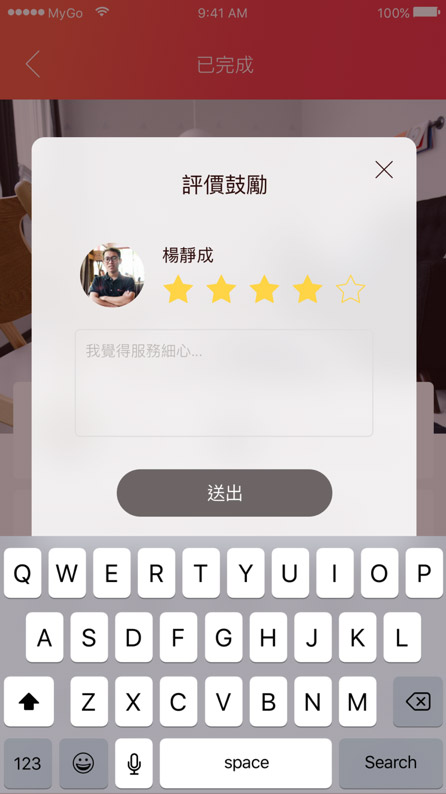 MyGo 9:41 AM 100%
已完成
評價鼓勵
楊靜成
我覺得服務細心...
送出
Q W E R T Y U I O P
A S D F G H J K L
Z X C V B N M
123 space Search